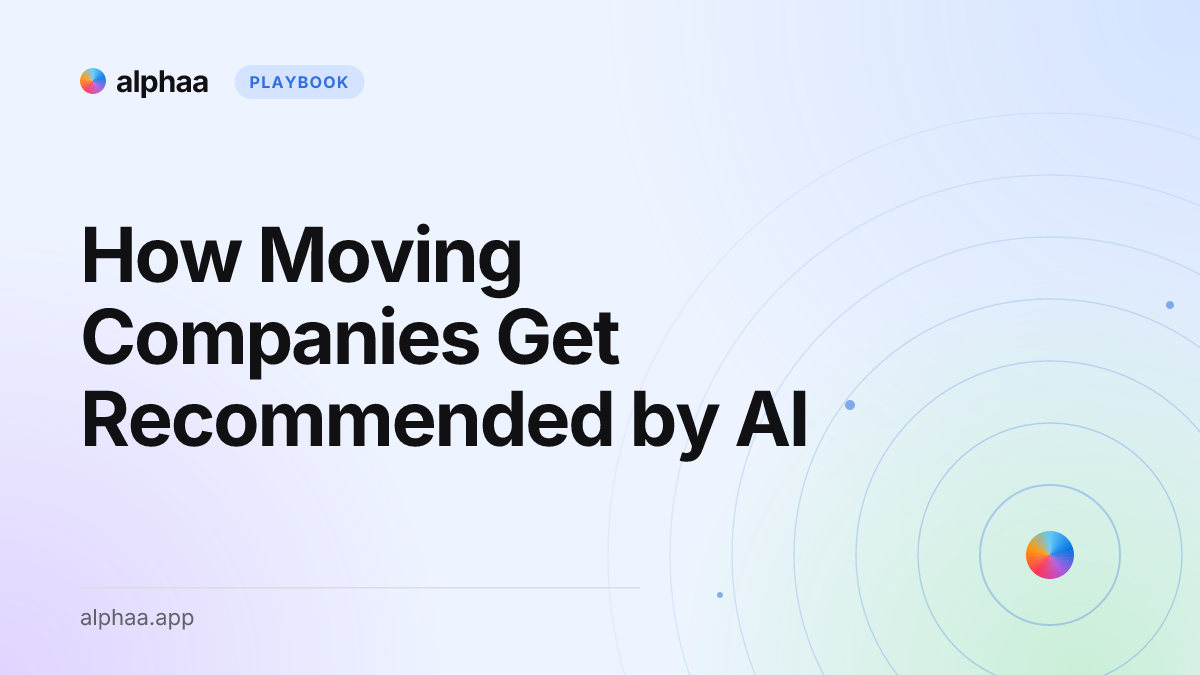 alphaa PLAYBOOK
How Moving
Companies Get
Recommended by AI
alphaa.app